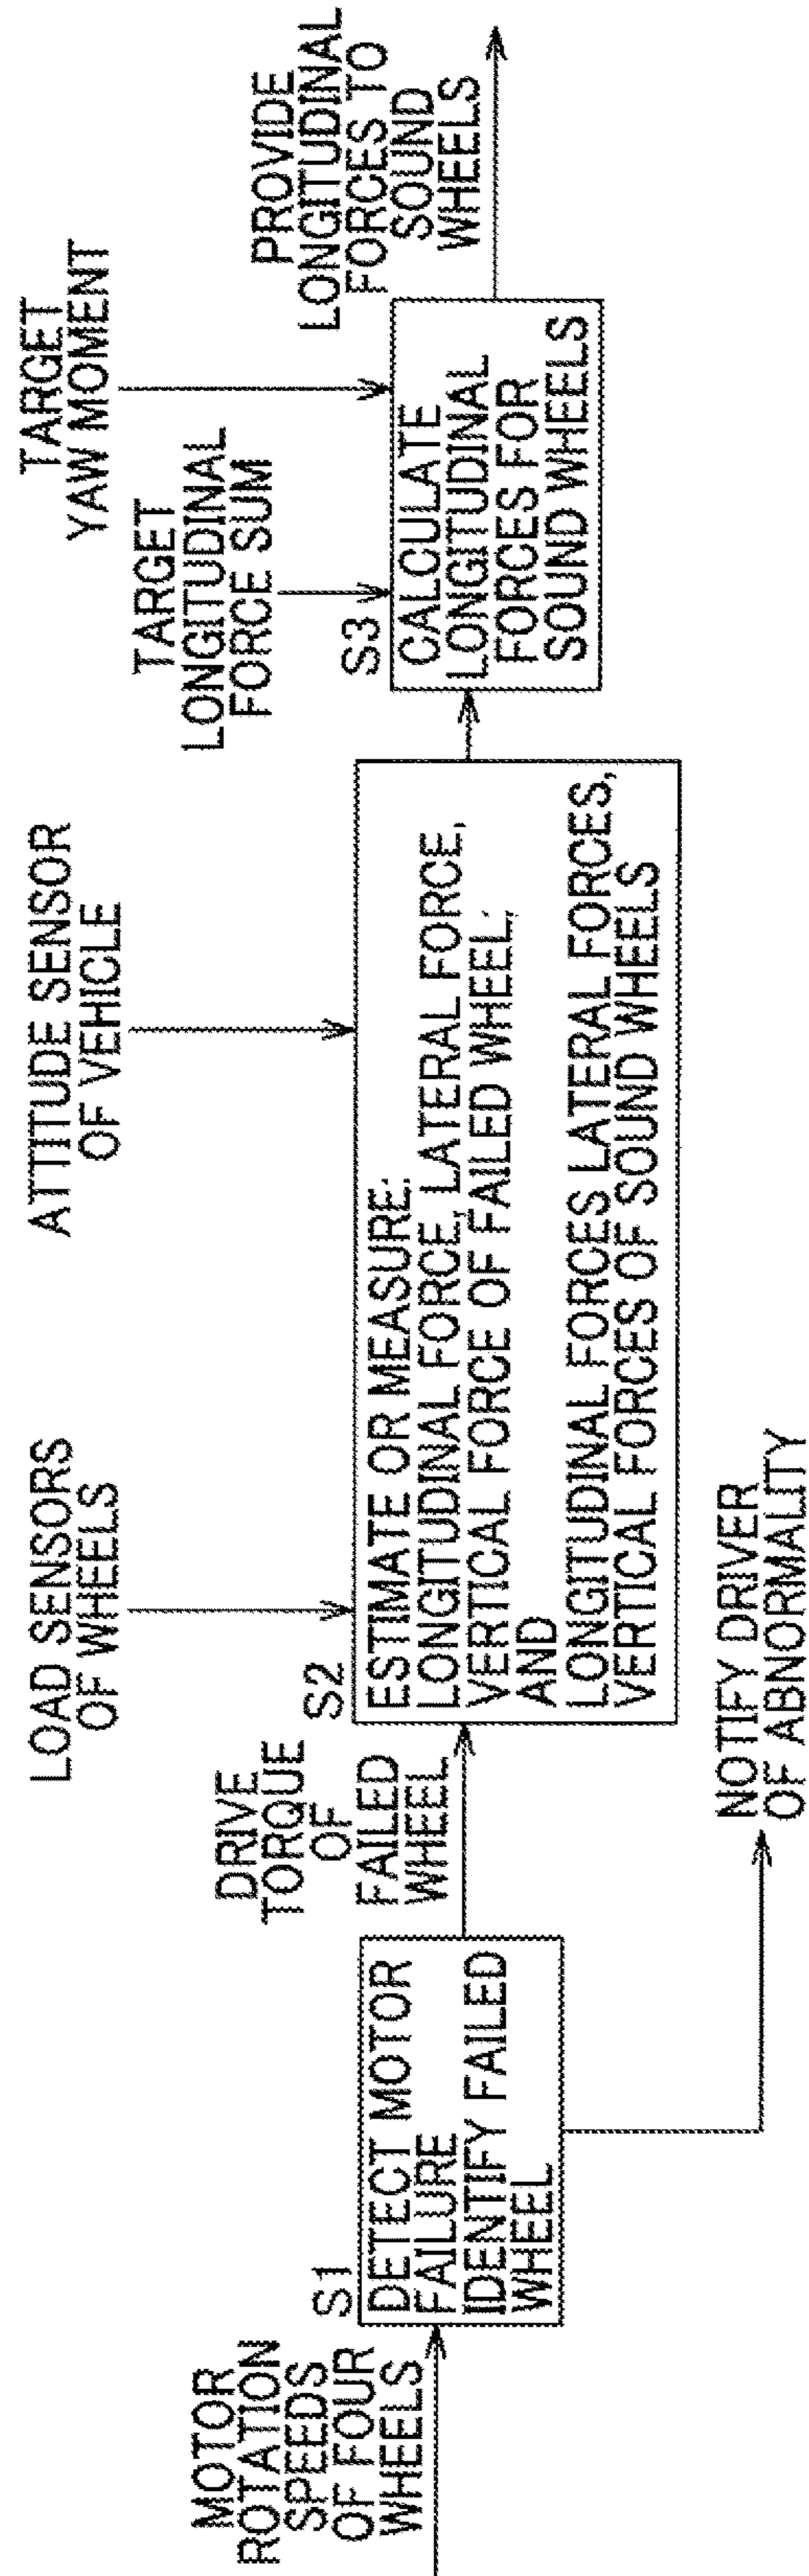 MOTOR
ROTATION
SPEEDS
OF FOUR
WHEELS
S1
DETECT MOTOR
FAILURE
IDENTIFY FAILED
WHEEL
DRIVE
TORQUE
OF
FAILED
WHEEL
NOTIFY DRIVER
OF ABNORMALITY
LOAD SENSORS
OF WHEELS
ATTITUDE SENSOR
OF VEHICLE
S2
ESTIMATE OR MEASURE:
LONGITUDINAL FORCE, LATERAL FORCE,
VERTICAL FORCE OF FAILED WHEEL;
AND
LONGITUDINAL FORCES LATERAL FORCES,
VERTICAL FORCES OF SOUND WHEELS
TARGET
LONGITUDINAL
FORCE SUM
TARGET
YAW MOMENT
S3
CALCULATE
LONGITUDINAL
FORCES FOR
SOUND WHEELS
PROVIDE
LONGITUDINAL
FORCES TO
SOUND
WHEELS